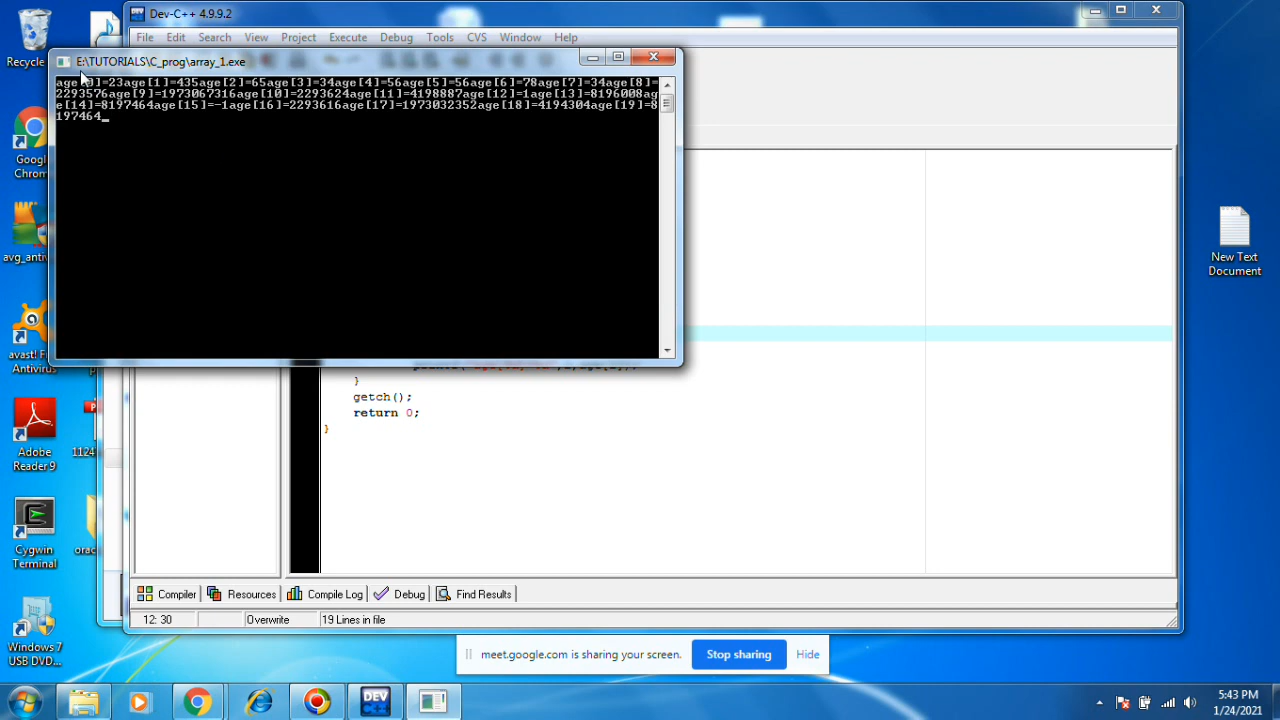 Dev-C++ 4.9.9.2
File Edit Search View Project Execute Debug Tools CVS Window Help
E:\TUTORIALS\C_prog\array_1.exe
age[0]=23age[1]=435age[2]=65age[3]=34age[4]=56age[5]=56age[6]=78age[7]=34age[8]=
2293576age[9]=1973067316age[10]=2293624age[11]=4198887age[12]=1age[13]=8196008ag
e[14]=8197464age[15]=-1age[16]=2293616age[17]=1973032352age[18]=4194304age[19]=8
197464_
}
getch();
return 0;
}
Compiler Resources Compile Log Debug Find Results
12: 30 Overwrite 19 Lines in file
meet.google.com is sharing your screen. Stop sharing Hide
Recycle
Google
Chrom
avg_antiv
avast! F
Antivirus
Adobe
Reader 9
1124
Cygwin
Terminal
orac
Windows 7
USB DVD...
New Text
Document
DEV
5:43 PM
1/24/2021